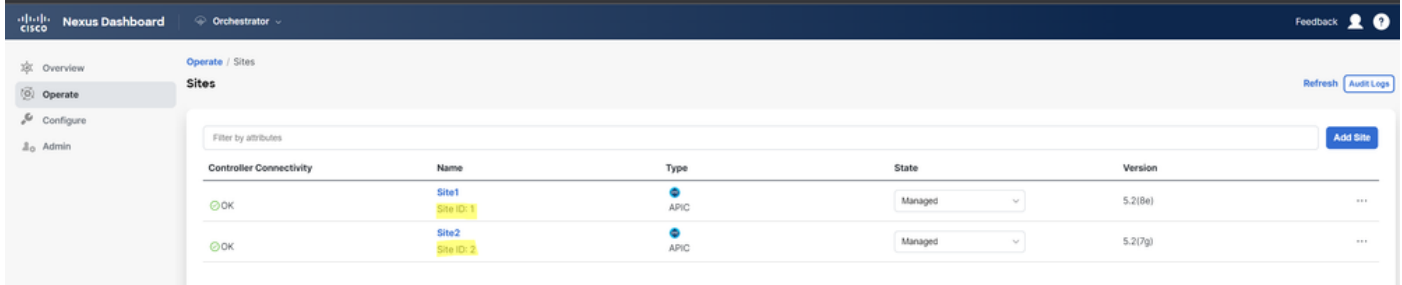 CISCO Nexus Dashboard Orchestrator Feedback ?
Overview
Operate
Configure
Admin
Operate / Sites
Sites
Refresh Audit Logs
Filter by attributes Add Site
Controller Connectivity Name Type State Version
OK Site1 Site ID: 1 APIC Managed 5.2(8e) ...
OK Site2 Site ID: 2 APIC Managed 5.2(7g) ...